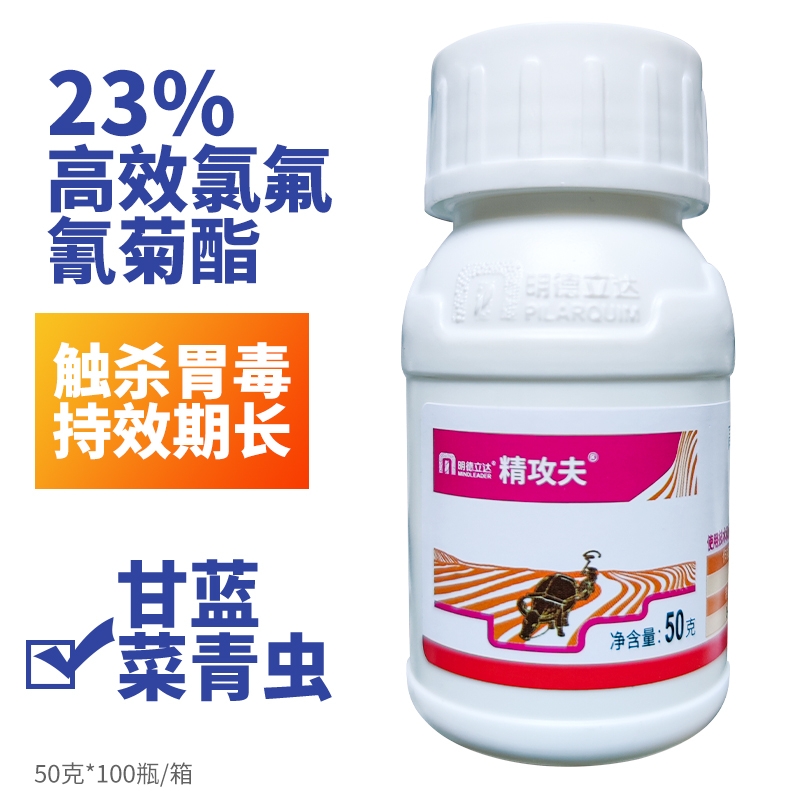 23%
高效氯氟
氰菊酯
触杀胃毒
持效期长
甘蓝
菜青虫
50克*100瓶/箱
明德立达
PILARQUIM
明德立达®
MINDLEADER
精攻夫®
净含量:50克